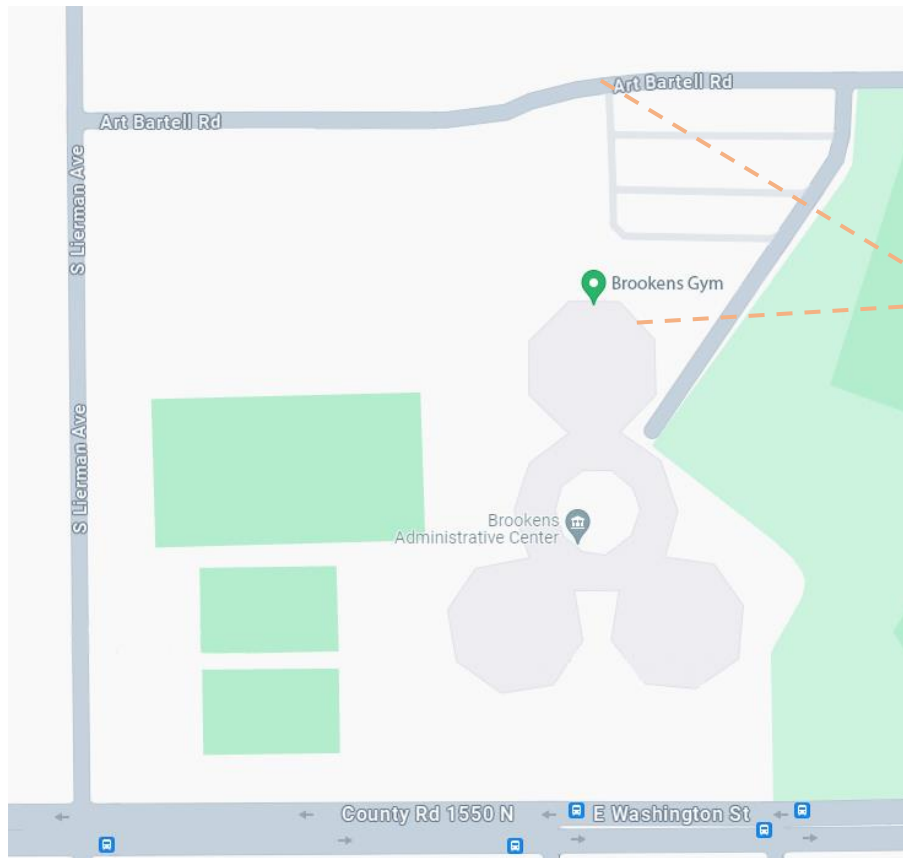 Art Bartell Rd
Art Bartell Rd
S Lierman Ave
Brookens Gym
S Lierman Ave
Brookens
Administrative Center
County Rd 1550 N
E Washington St